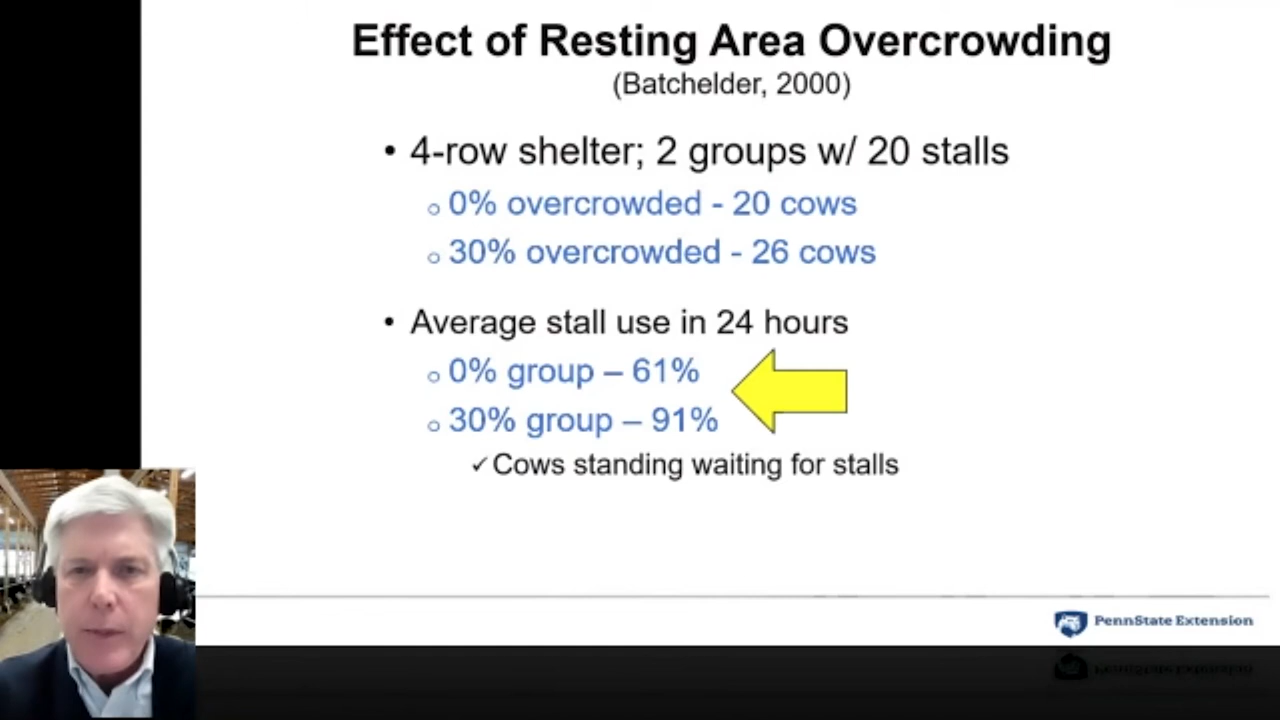 Effect of Resting Area Overcrowding
(Batchelder, 2000)
• 4-row shelter; 2 groups w/ 20 stalls
o 0% overcrowded - 20 cows
o 30% overcrowded - 26 cows
• Average stall use in 24 hours
o 0% group – 61%
o 30% group – 91%
✓ Cows standing waiting for stalls
PennState Extension